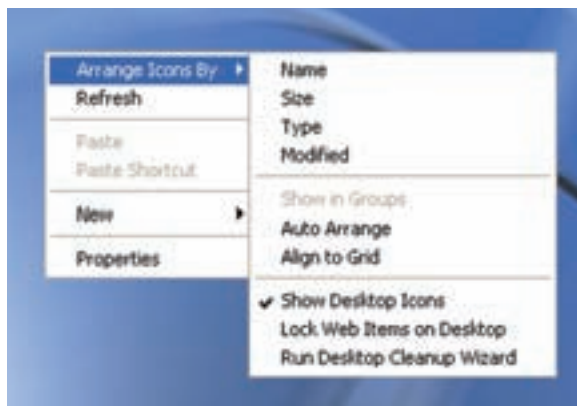 Arrange Icons By
Refresh
Paste
Paste Shortcut
New
Properties
Name
Size
Type
Modified
Show in Groups
Auto Arrange
Align to Grid
Show Desktop Icons
Lock Web Items on Desktop
Run Desktop Cleanup Wizard